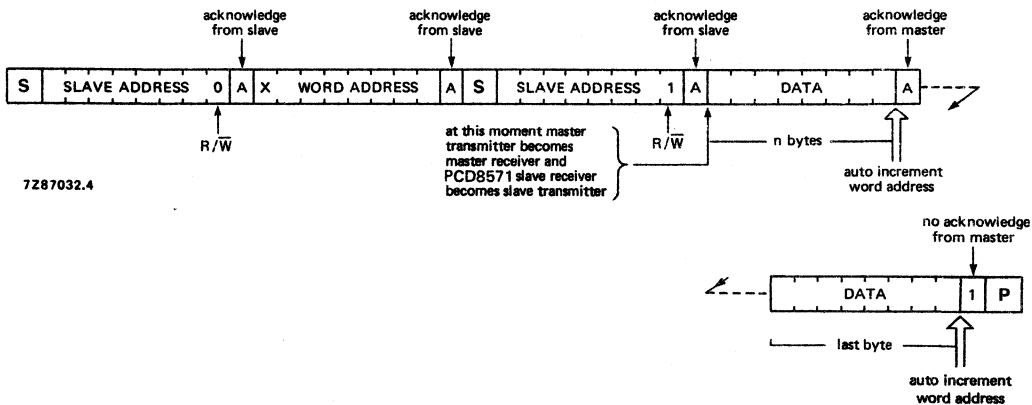 acknowledge
from slave
acknowledge
from slave
acknowledge
from slave
acknowledge
from master
S SLAVE ADDRESS 0 A X WORD ADDRESS A S SLAVE ADDRESS 1 A DATA A
R/W̅
R/W̅
n bytes
at this moment master
transmitter becomes
master receiver and
PCD8571 slave receiver
becomes slave transmitter
auto increment
word address
7Z87032.4
no acknowledge
from master
DATA 1 P
last byte
auto increment
word address